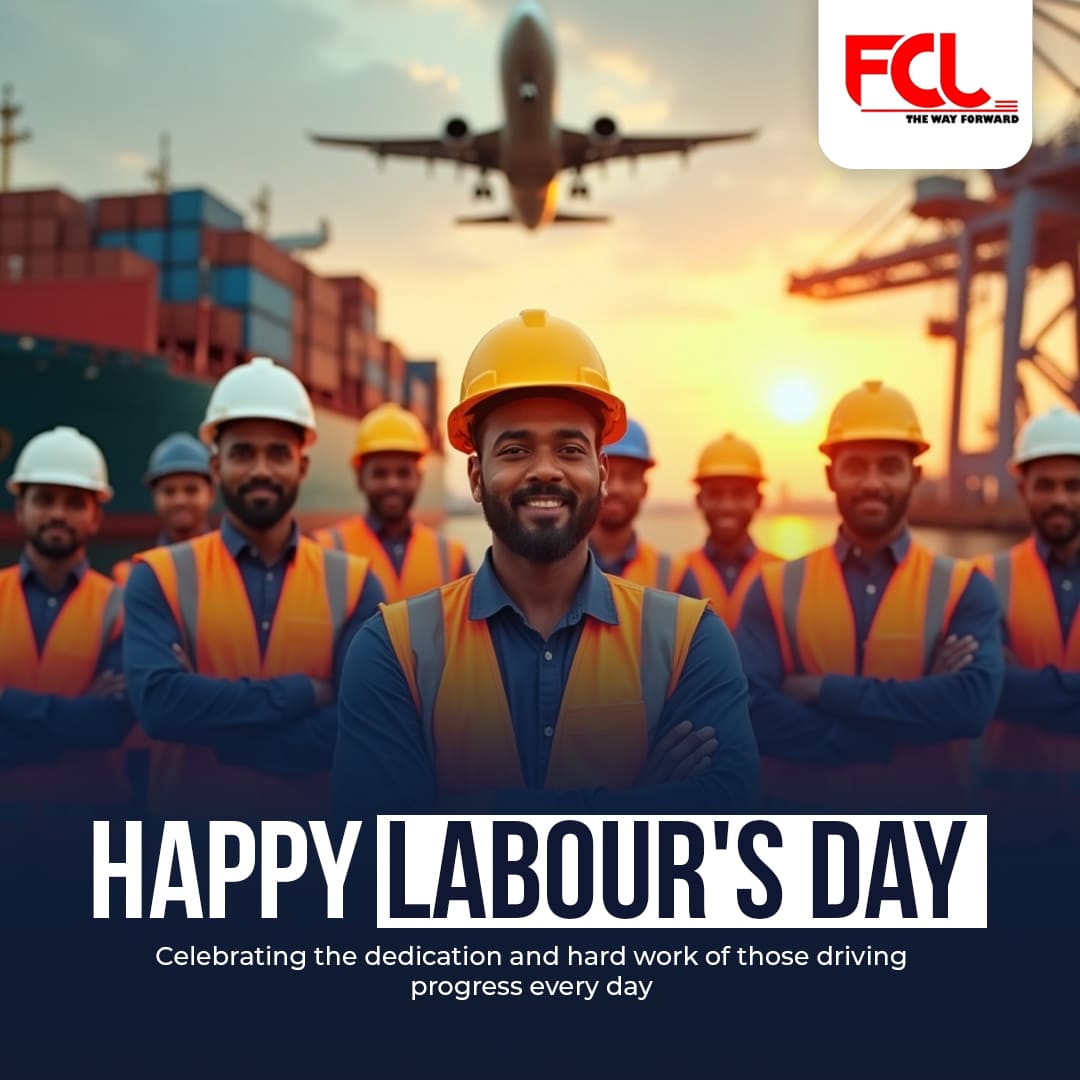 FCL
THE WAY FORWARD
HAPPY LABOUR'S DAY
Celebrating the dedication and hard work of those driving
progress every day